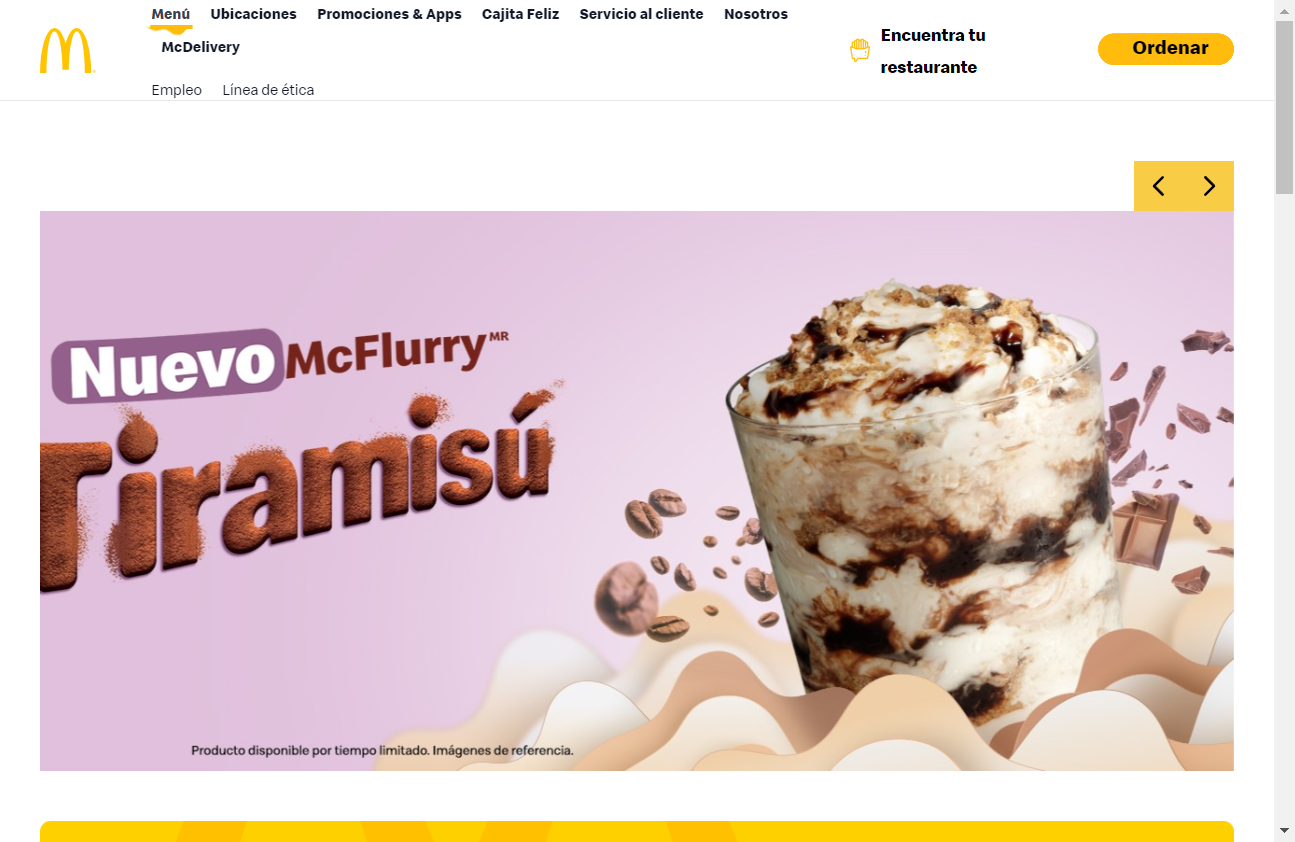 Menú Ubicaciones Promociones & Apps Cajita Feliz Servicio al cliente Nosotros
McDelivery
Empleo Línea de ética
Encuentra tu
restaurante
Ordenar
Nuevo McFlurry MR
Tiramisú
Producto disponible por tiempo limitado. Imágenes de referencia.